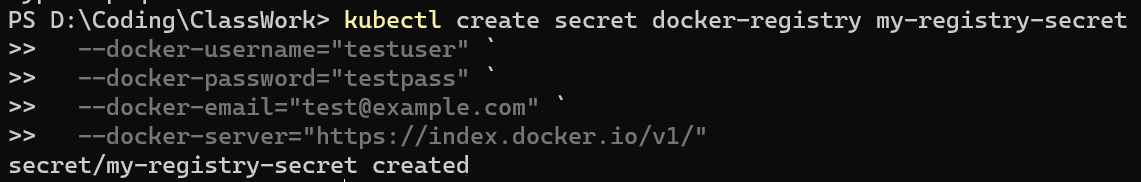 PS D:\Coding\ClassWork> kubectl create secret docker-registry my-registry-secret
>>   --docker-username="testuser" `
>>   --docker-password="testpass" `
>>   --docker-email="test@example.com" `
>>   --docker-server="https://index.docker.io/v1/"
secret/my-registry-secret created